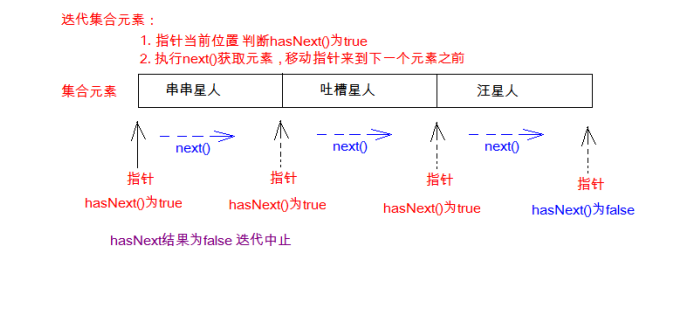 迭代集合元素：
1. 指针当前位置 判断hasNext()为true
2. 执行next()获取元素 , 移动指针来到下一个元素之前
集合元素 串串星人 吐槽星人 汪星人
next() next() next()
指针 指针 指针 指针
hasNext()为true hasNext()为true hasNext()为true hasNext()为false
hasNext结果为false 迭代中止